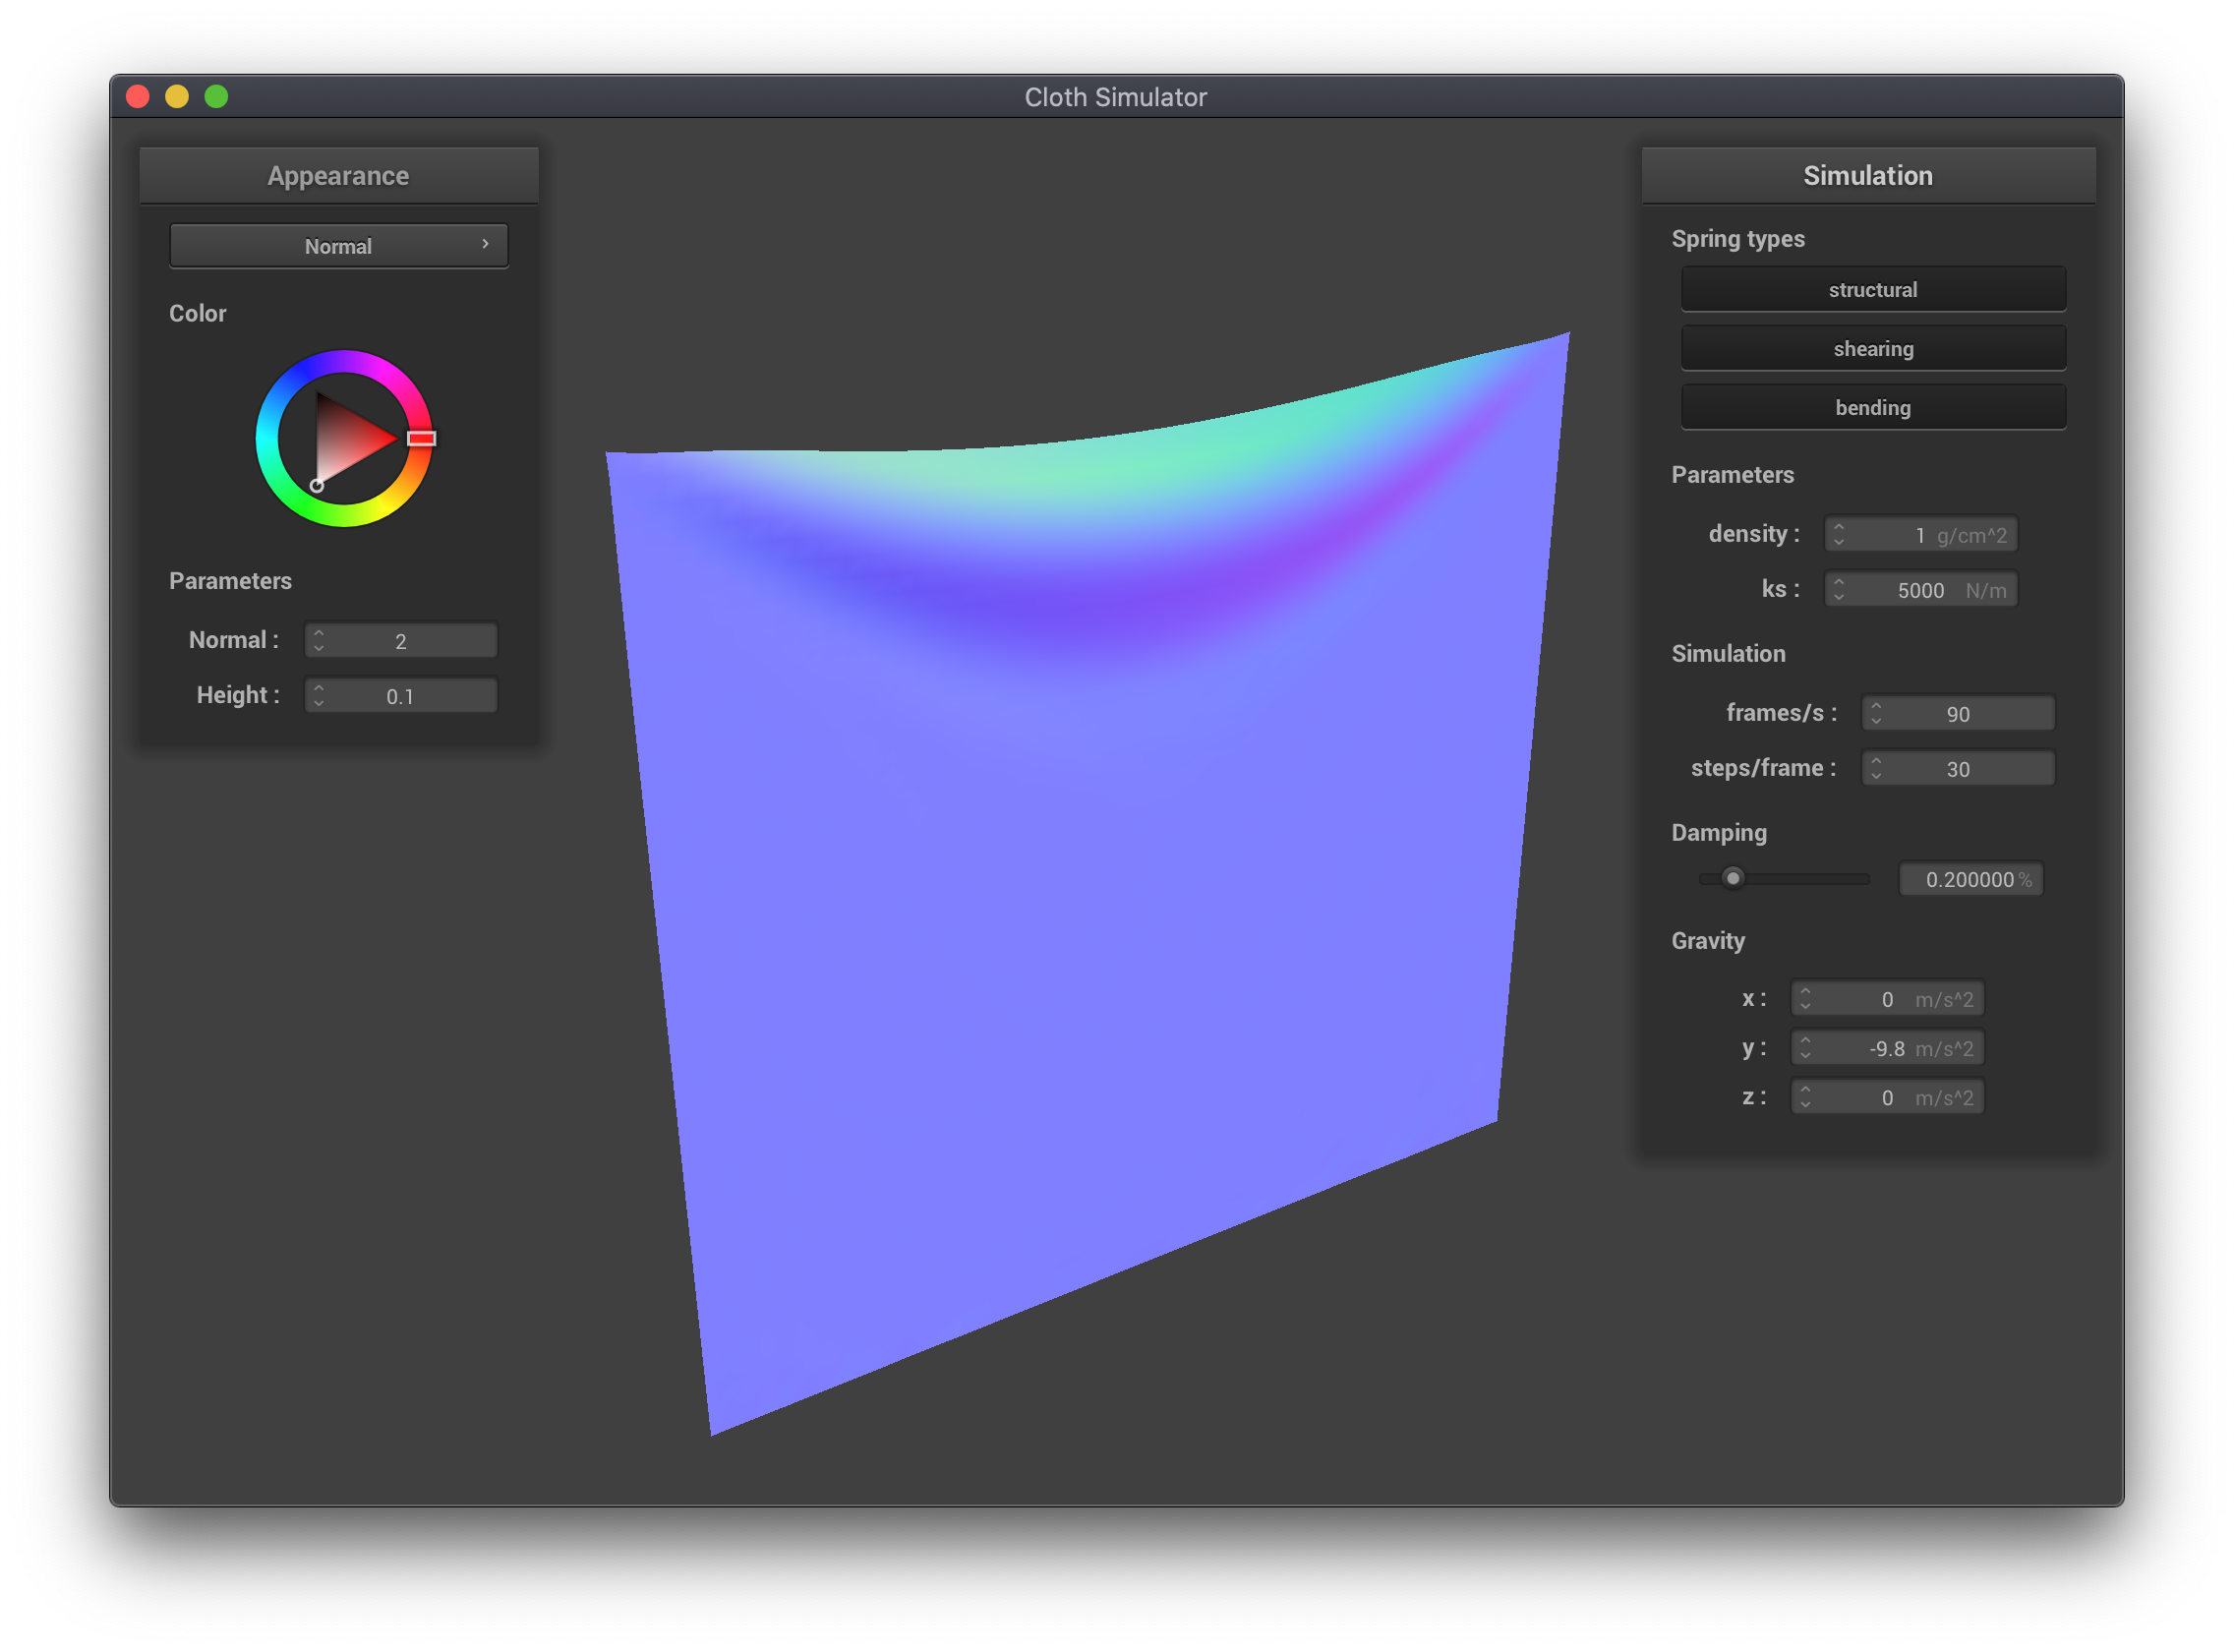 Cloth Simulator
Appearance
Normal
Color
Parameters
Normal : 2
Height : 0.1
Simulation
Spring types
structural
shearing
bending
Parameters
density : 1 g/cm^2
ks : 5000 N/m
Simulation
frames/s : 90
steps/frame : 30
Damping
0.200000 %
Gravity
x : 0 m/s^2
y : -9.8 m/s^2
z : 0 m/s^2